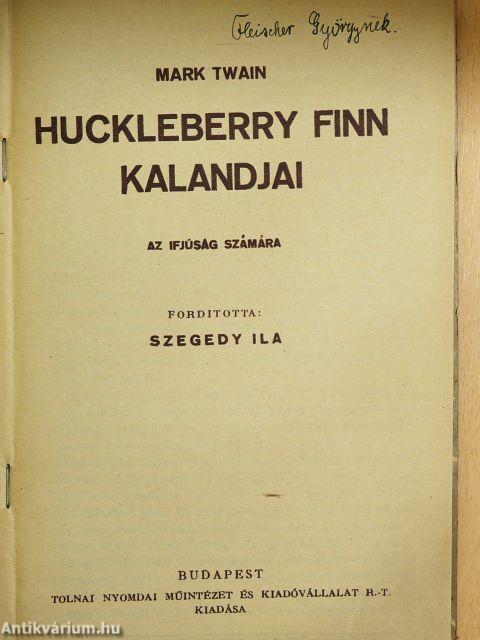 Fleischer Györgynek.
MARK TWAIN
HUCKLEBERRY FINN
KALANDJAI
AZ IFJÚSÁG SZÁMÁRA
FORDITOTTA:
SZEGEDY ILA
BUDAPEST
TOLNAI NYOMDAI MŰINTÉZET ÉS KIADÓVÁLLALAT R.-T.
KIADÁSA
Antikvárium.hu